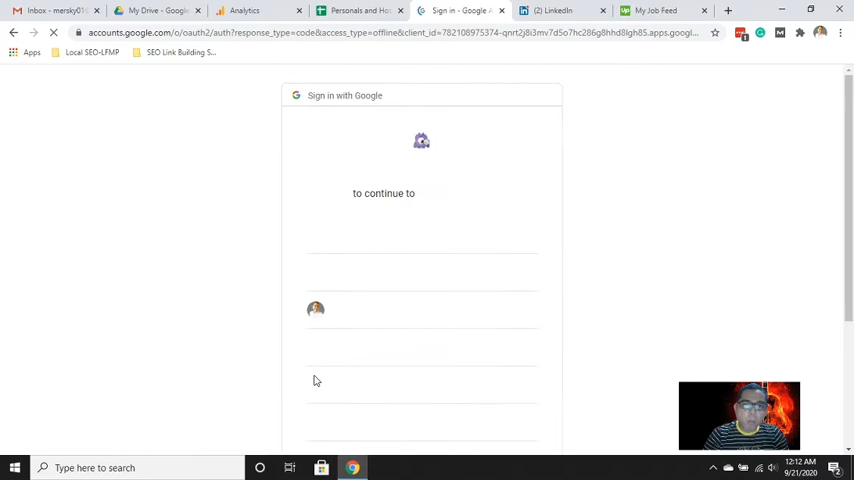 Inbox - mersky01
My Drive - Google
Analytics
Personals and Ho
Sign in - Google A
(2) LinkedIn
My Job Feed
accounts.google.com/o/oauth2/auth?response_type=code&access_type=offline&client_id=782108975374-qnrt2j8i3mv7d5o7hc286g8hhd8lgh85.apps.googl...
Apps
Local SEO-LFMP
SEO Link Building S...
Sign in with Google
to continue to
Type here to search
12:12 AM
9/21/2020